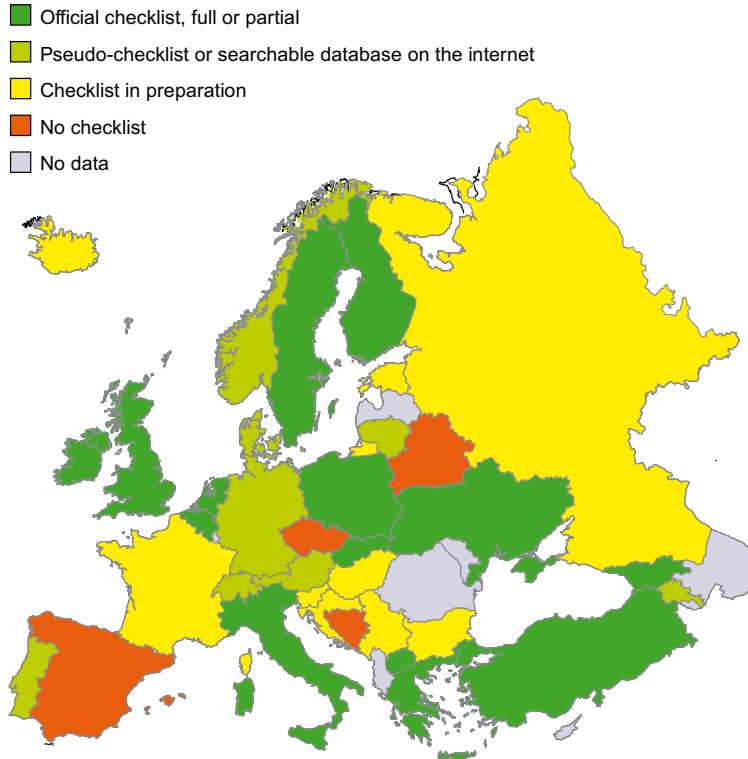 Official checklist, full or partial
Pseudo-checklist or searchable database on the internet
Checklist in preparation
No checklist
No data